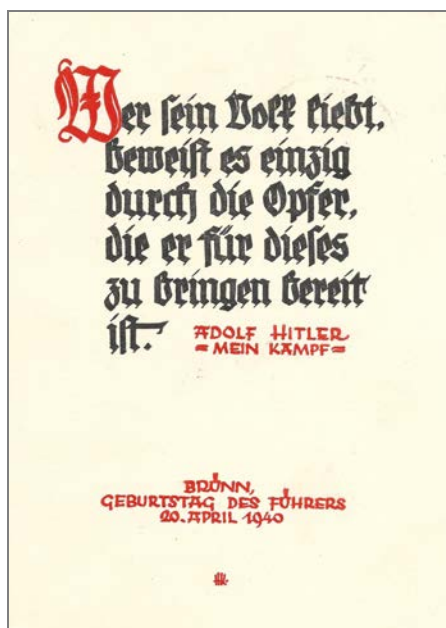 Wer sein Volk liebt,
beweist es einzig
durch die Opfer,
die er für dieses
zu bringen bereit
ist.
ADOLF HITLER
= MEIN KAMPF =
BRÜNN,
GEBURTSTAG DES FÜHRERS
20. APRIL 1940